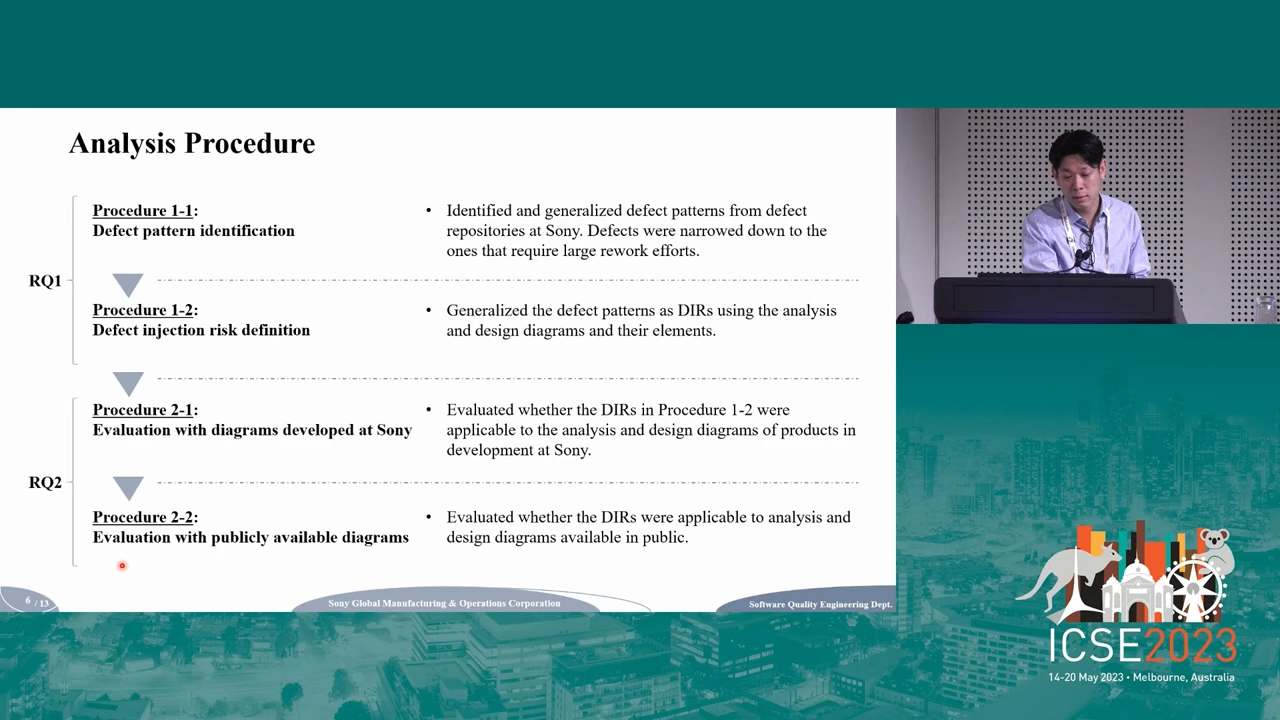 Analysis Procedure
RQ1
Procedure 1-1:
Defect pattern identification
• Identified and generalized defect patterns from defect
repositories at Sony. Defects were narrowed down to the
ones that require large rework efforts.
Procedure 1-2:
Defect injection risk definition
• Generalized the defect patterns as DIRs using the analysis
and design diagrams and their elements.
RQ2
Procedure 2-1:
Evaluation with diagrams developed at Sony
• Evaluated whether the DIRs in Procedure 1-2 were
applicable to the analysis and design diagrams of products in
development at Sony.
Procedure 2-2:
Evaluation with publicly available diagrams
• Evaluated whether the DIRs were applicable to analysis and
design diagrams available in public.
6 / 13
Sony Global Manufacturing & Operations Corporation
Software Quality Engineering Dept.
ICSE2023
14-20 May 2023 • Melbourne, Australia